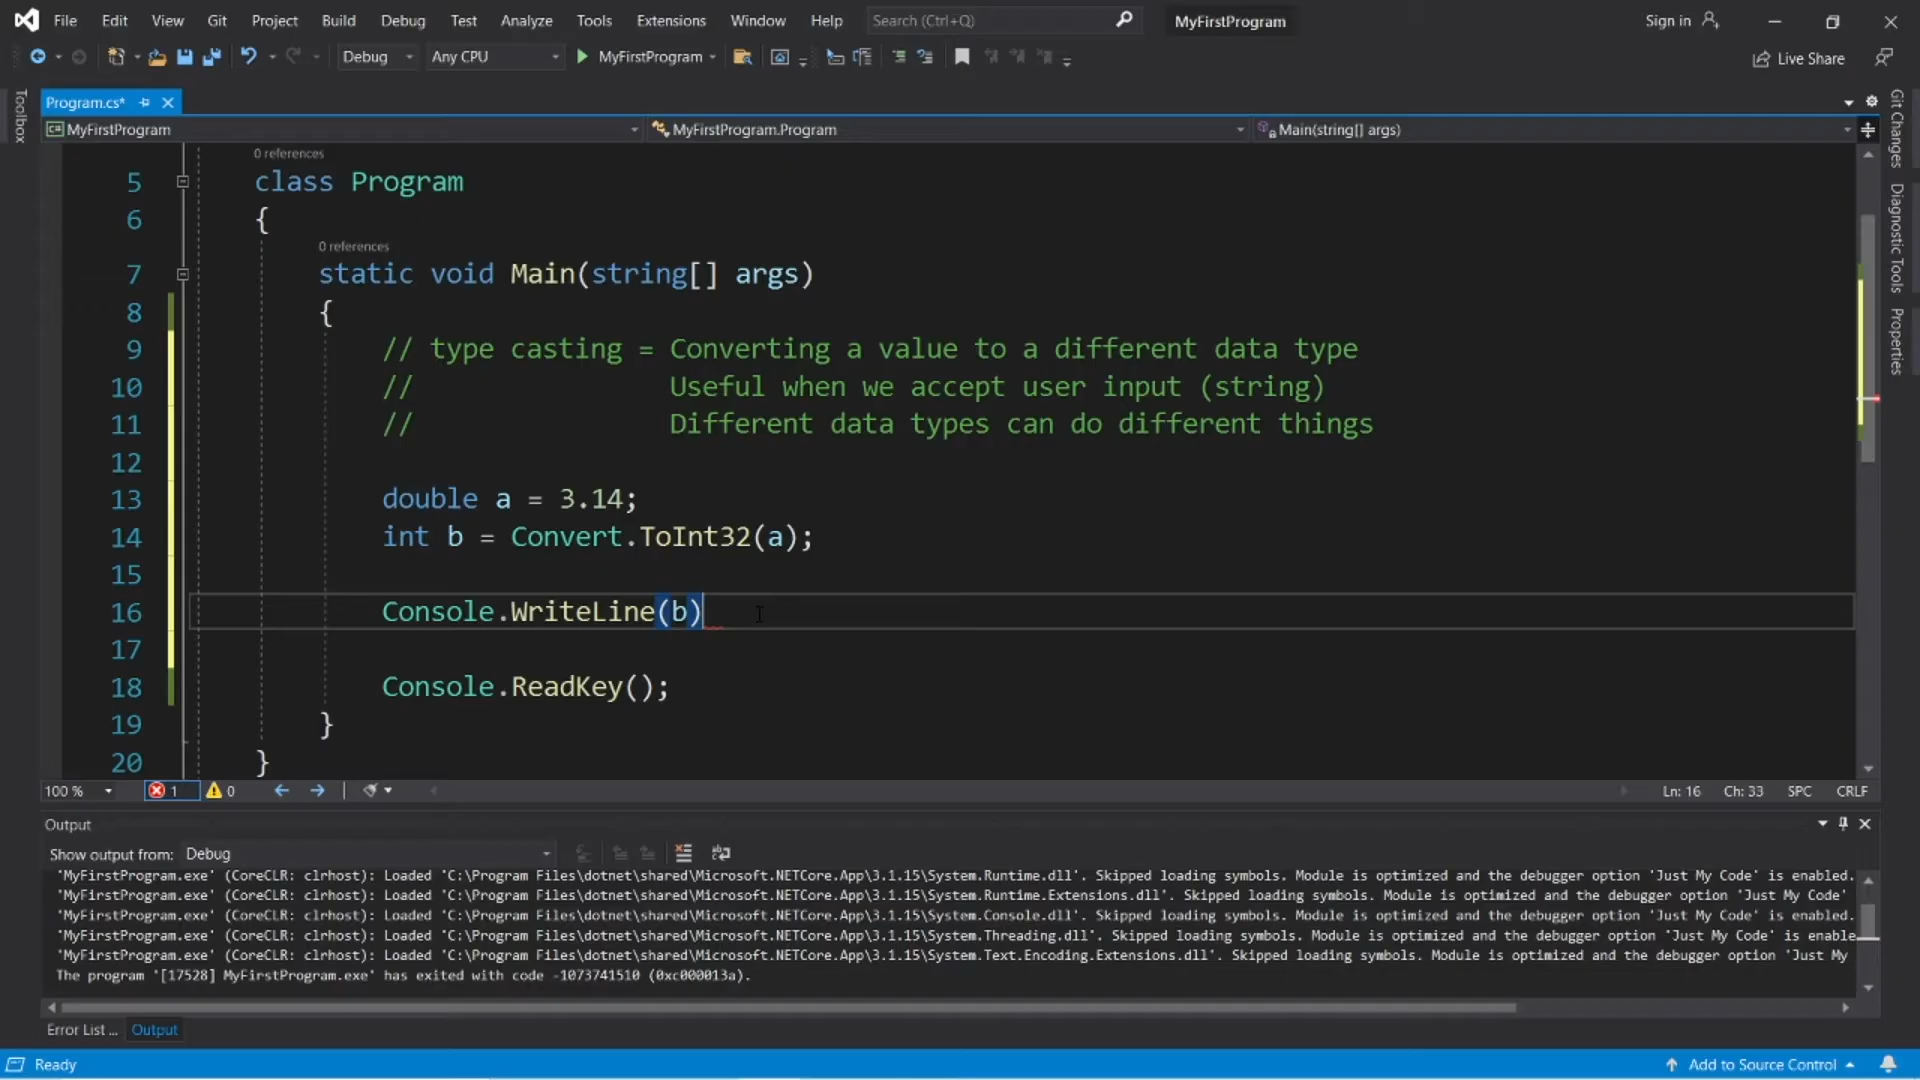 File Edit View Git Project Build Debug Test Analyze Tools Extensions Window Help Search (Ctrl+Q) MyFirstProgram Sign in
Debug Any CPU MyFirstProgram Live Share
Toolbox
Program.cs*
MyFirstProgram MyFirstProgram.Program Main(string[] args)
0 references
5 class Program
6 {
0 references
7 static void Main(string[] args)
8 {
9 // type casting = Converting a value to a different data type
10 // Useful when we accept user input (string)
11 // Different data types can do different things
12
13 double a = 3.14;
14 int b = Convert.ToInt32(a);
15
16 Console.WriteLine(b)
17
18 Console.ReadKey();
19 }
20 }
Git Changes
Diagnostic Tools
Properties
100 % 1 0 Ln: 16 Ch: 33 SPC CRLF
Output
Show output from: Debug
'MyFirstProgram.exe' (CoreCLR: clrhost): Loaded 'C:\Program Files\dotnet\shared\Microsoft.NETCore.App\3.1.15\System.Runtime.dll'. Skipped loading symbols. Module is optimized and the debugger option 'Just My Code' is enabled.
'MyFirstProgram.exe' (CoreCLR: clrhost): Loaded 'C:\Program Files\dotnet\shared\Microsoft.NETCore.App\3.1.15\System.Runtime.Extensions.dll'. Skipped loading symbols. Module is optimized and the debugger option 'Just My Code'
'MyFirstProgram.exe' (CoreCLR: clrhost): Loaded 'C:\Program Files\dotnet\shared\Microsoft.NETCore.App\3.1.15\System.Console.dll'. Skipped loading symbols. Module is optimized and the debugger option 'Just My Code' is enabled.
'MyFirstProgram.exe' (CoreCLR: clrhost): Loaded 'C:\Program Files\dotnet\shared\Microsoft.NETCore.App\3.1.15\System.Threading.dll'. Skipped loading symbols. Module is optimized and the debugger option 'Just My Code' is enable
'MyFirstProgram.exe' (CoreCLR: clrhost): Loaded 'C:\Program Files\dotnet\shared\Microsoft.NETCore.App\3.1.15\System.Text.Encoding.Extensions.dll'. Skipped loading symbols. Module is optimized and the debugger option 'Just My
The program '[17528] MyFirstProgram.exe' has exited with code -1073741510 (0xc000013a).
Error List ... Output
Ready Add to Source Control